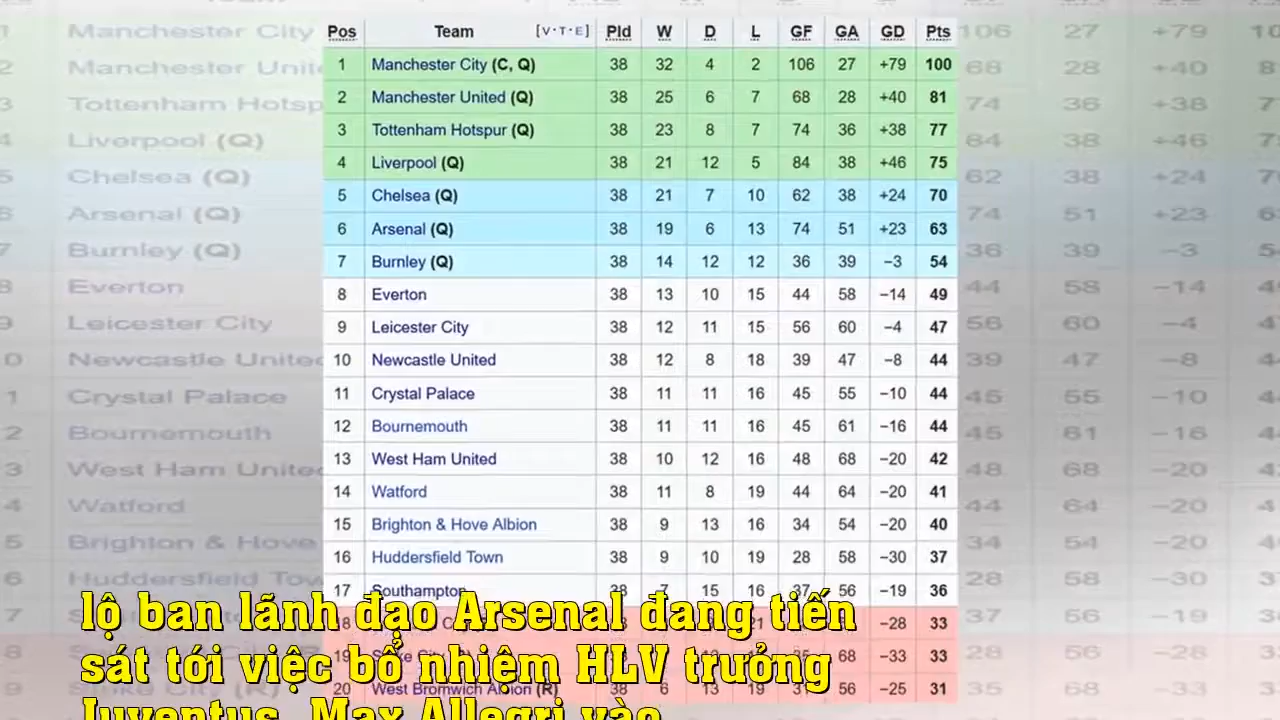 Pos Team [V·T·E] Pld W D L GF GA GD Pts
1 Manchester City (C, Q) 38 32 4 2 106 27 +79 100
2 Manchester United (Q) 38 25 6 7 68 28 +40 81
3 Tottenham Hotspur (Q) 38 23 8 7 74 36 +38 77
4 Liverpool (Q) 38 21 12 5 84 38 +46 75
5 Chelsea (Q) 38 21 7 10 62 38 +24 70
6 Arsenal (Q) 38 19 6 13 74 51 +23 63
7 Burnley (Q) 38 14 12 12 36 39 −3 54
8 Everton 38 13 10 15 44 58 −14 49
9 Leicester City 38 12 11 15 56 60 −4 47
10 Newcastle United 38 12 8 18 39 47 −8 44
11 Crystal Palace 38 11 11 16 45 55 −10 44
12 Bournemouth 38 11 11 16 45 61 −16 44
13 West Ham United 38 10 12 16 48 68 −20 42
14 Watford 38 11 8 19 44 64 −20 41
15 Brighton & Hove Albion 38 9 13 16 34 54 −20 40
16 Huddersfield Town 38 9 10 19 28 58 −30 37
17 Southampton 38 7 15 16 37 56 −19 36
−28 33
19 68 −33 33
20 West Bromwich Albion (R) 38 6 13 19 31 56 −25 31
lộ ban lãnh đạo Arsenal đang tiến
sát tới việc bổ nhiệm HLV trưởng
Juventus, Max Allegri vào